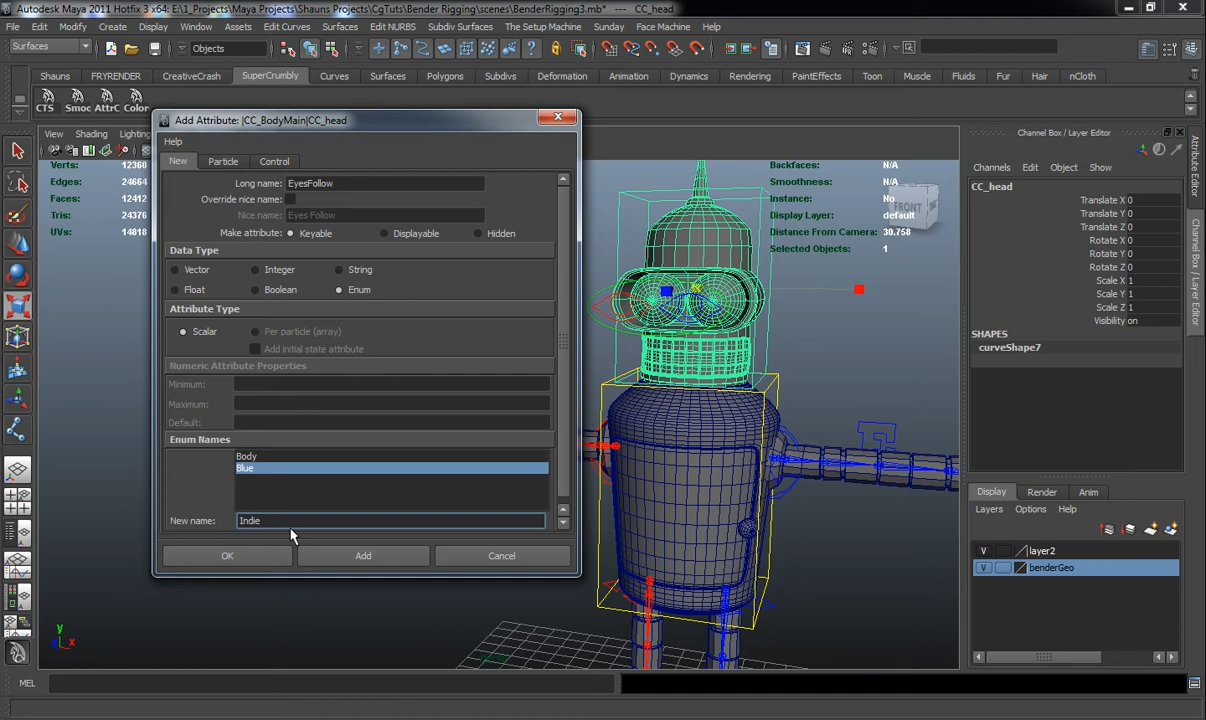 Autodesk Maya 2011 Hotfix 3 x64: E:\1_Projects\Maya Projects\Shauns Projects\CgTuts\Bender Rigging\scenes\BenderRigging3.mb* --- CC_head
File Edit Modify Create Display Window Assets Edit Curves Surfaces Edit NURBS Subdiv Surfaces The Setup Machine Sunday Face Machine Help
Surfaces Objects
Shauns FRYRENDER CreativeCrash SuperCrumbly Curves Surfaces Polygons Subdivs Deformation Animation Dynamics Rendering PaintEffects Toon Muscle Fluids Fur Hair nCloth
CTS Smoc AttrC Color
Add Attribute: |CC_BodyMain|CC_head
Help
New Particle Control
Long name: EyesFollow
Override nice name:
Nice name: Eyes Follow
Make attribute: Keyable Displayable Hidden
Data Type
Vector Integer String
Float Boolean Enum
Attribute Type
Scalar Per particle (array)
Add initial state attribute
Numeric Attribute Properties
Minimum:
Maximum:
Default:
Enum Names
Body
Blue
New name: Indie
OK Add Cancel
View Shading Lighting
Verts: 12360
Edges: 24664
Faces: 12412
Tris: 24376
UVs: 14818
Backfaces: N/A
Smoothness: N/A
Instance: No
Display Layer: default
Distance From Camera: 30.758
Selected Objects: 1
FRONT
y
x
Channel Box / Layer Editor
Channels Edit Object Show
CC_head
Translate X 0
Translate Y 0
Translate Z 0
Rotate X 0
Rotate Y 0
Rotate Z 0
Scale X 1
Scale Y 1
Scale Z 1
Visibility on
SHAPES
curveShape7
Display Render Anim
Layers Options Help
V layer2
V benderGeo
Attribute Editor
Channel Box / Layer Editor
MEL